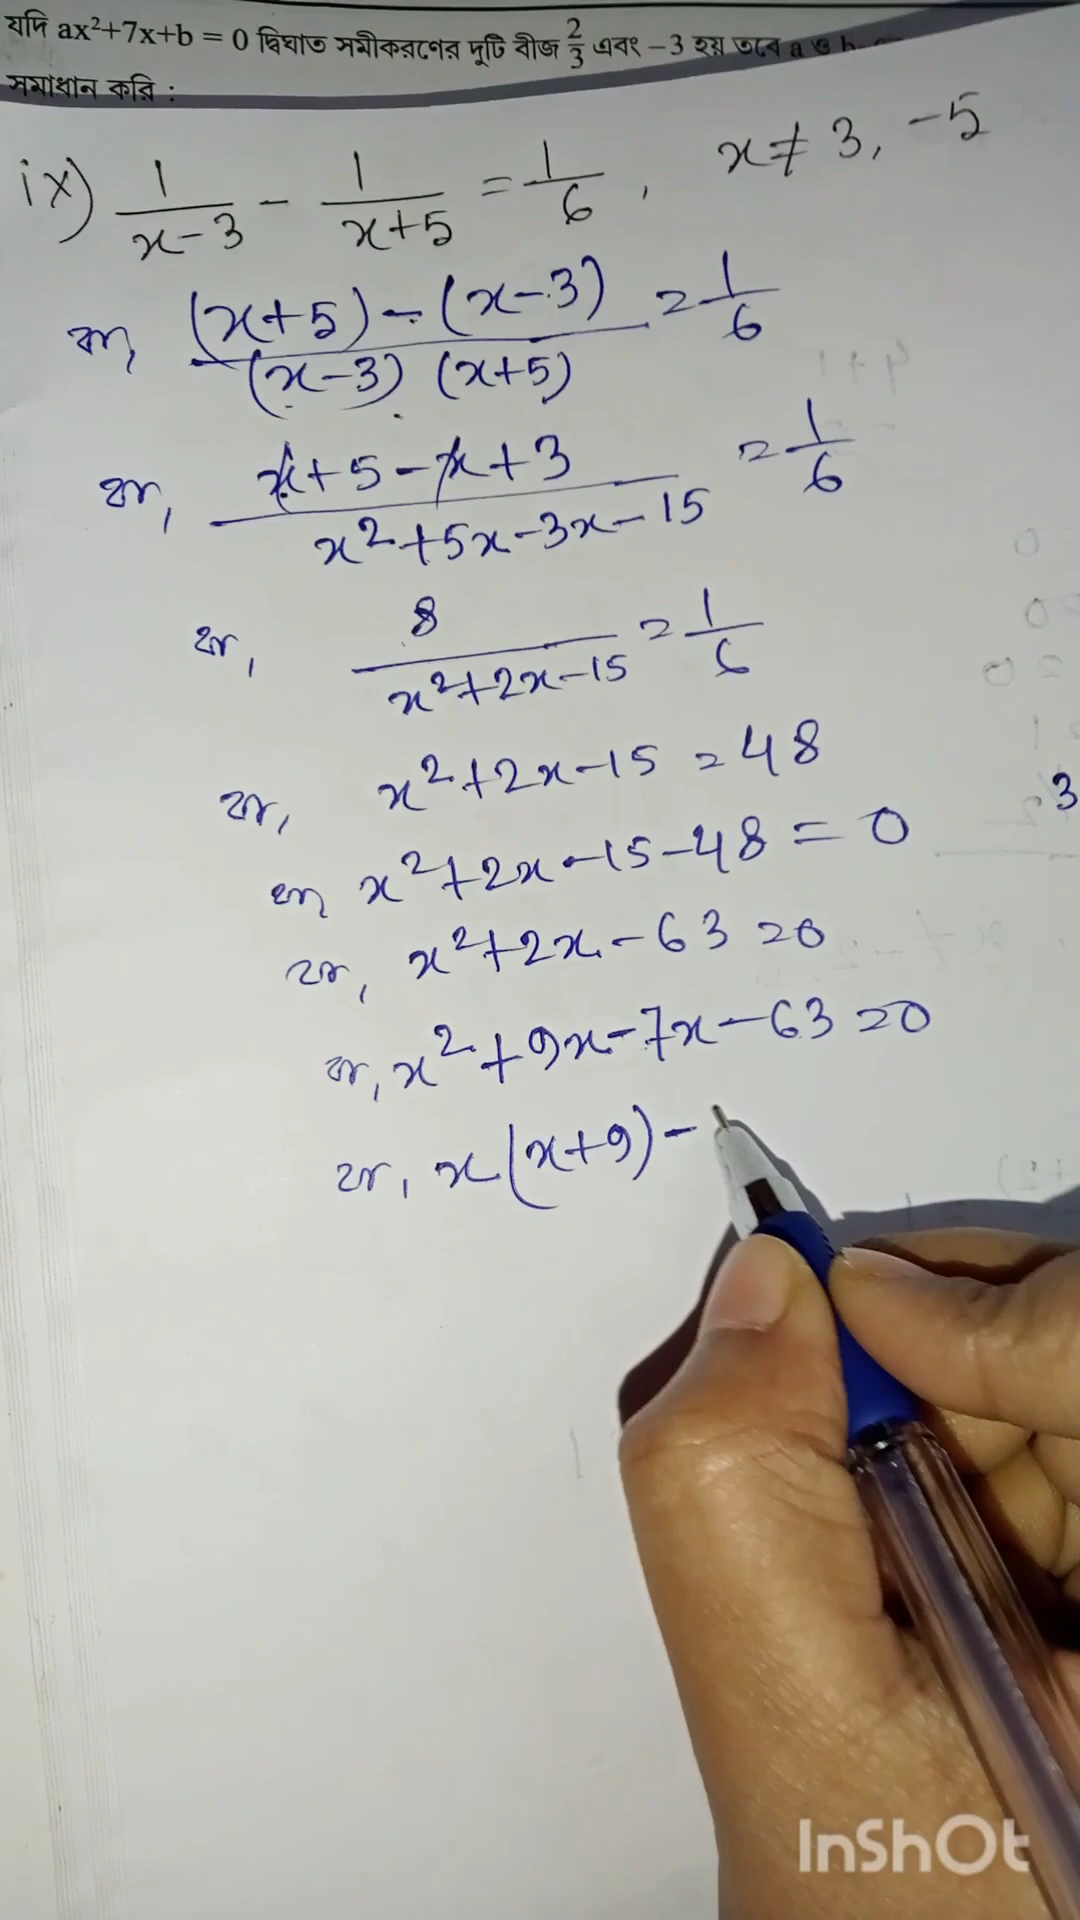 যদি ax²+7x+b = 0 দ্বিঘাত সমীকরণের দুটি বীজ 2/3 এবং –3 হয় তবে a ও b
সমাধান করি :
ix) 1/(x-3) - 1/(x+5) = 1/6 , x ≠ 3, -5
বা, ((x+5) - (x-3))/((x-3) (x+5)) = 1/6
বা, (x+5-x+3)/(x²+5x-3x-15) = 1/6
বা, 8/(x²+2x-15) = 1/6
বা, x²+2x-15 = 48
3
বা x²+2x-15-48 = 0
বা, x²+2x-63 = 0
বা, x²+9x-7x-63 = 0
বা, x(x+9) -
InShOt